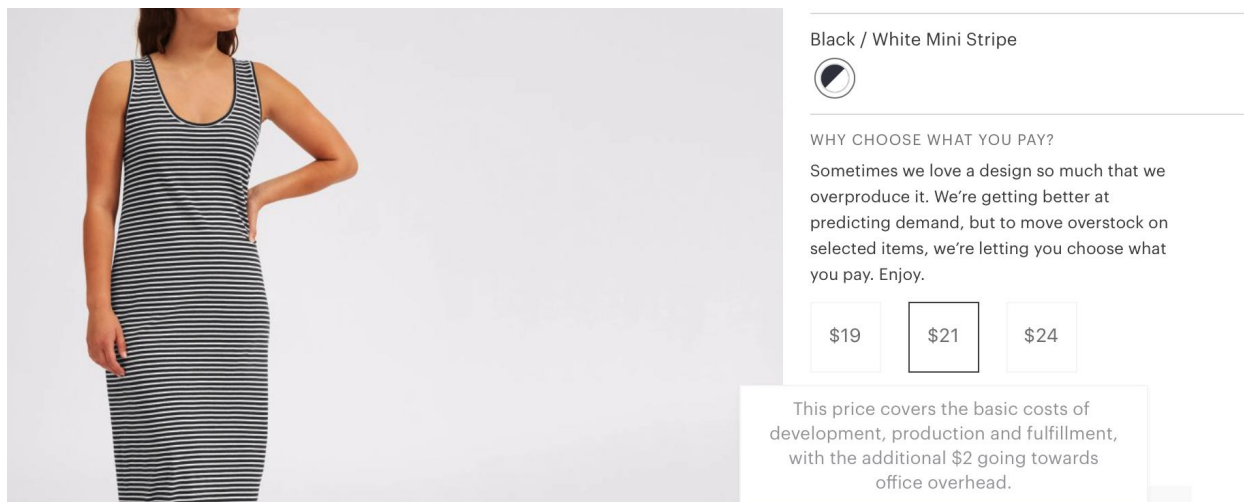 Black / White Mini Stripe
WHY CHOOSE WHAT YOU PAY?
Sometimes we love a design so much that we
overproduce it. We’re getting better at
predicting demand, but to move overstock on
selected items, we’re letting you choose what
you pay. Enjoy.
$19 $21 $24
This price covers the basic costs of
development, production and fulfillment,
with the additional $2 going towards
office overhead.